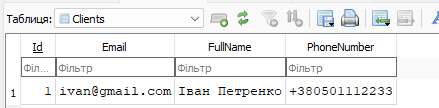 Таблиця: Clients
Id Email FullName PhoneNumber
Філ... Фільтр Фільтр Фільтр
1 1 ivan@gmail.com Іван Петренко +380501112233